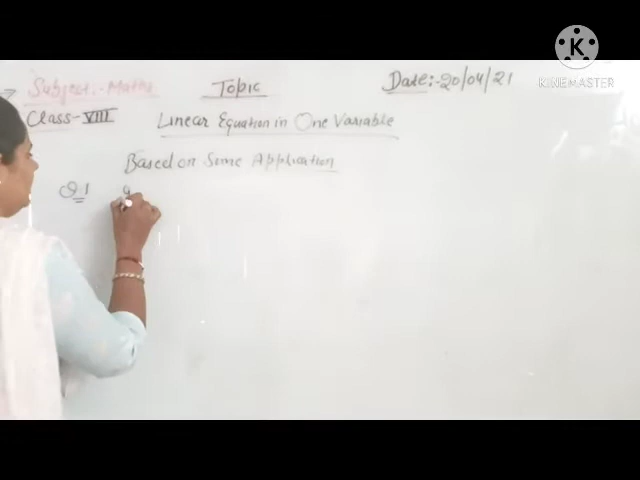 Subject:- Maths Topic Date:- 20/04/21
Class-VIII Linear Equation in One Variable
Based on Some Application
Q.1
K
KINEMASTER